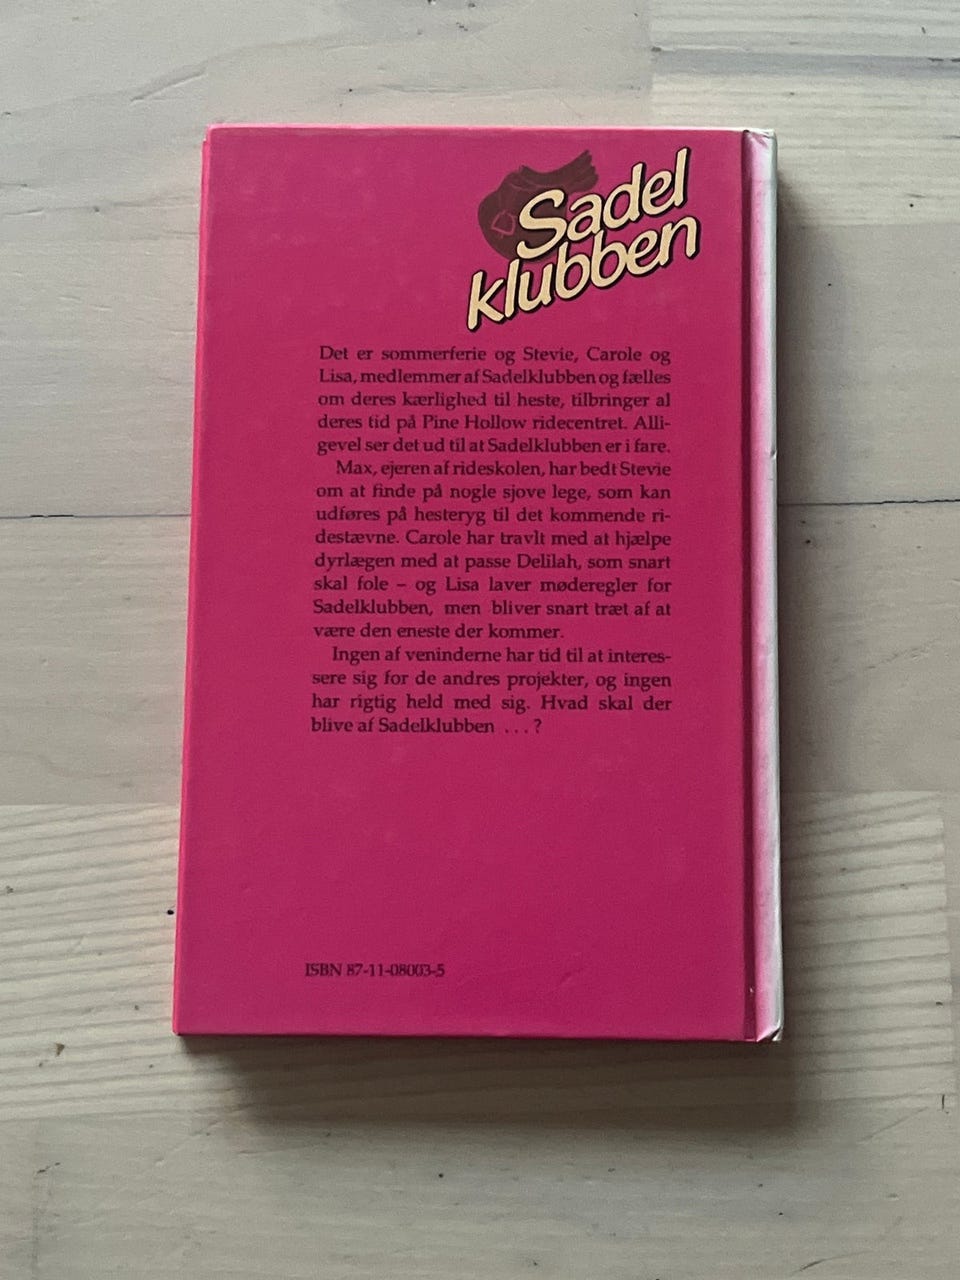 Sadel
klubben
Det er sommerferie og Stevie, Carole og
Lisa, medlemmer af Sadelklubben og fælles
om deres kærlighed til heste, tilbringer al
deres tid på Pine Hollow ridecentret. Alli-
gevel ser det ud til at Sadelklubben er i fare.
Max, ejeren af rideskolen, har bedt Stevie
om at finde på nogle sjove lege, som kan
udføres på hesteryg til det kommende ri-
destævne. Carole har travlt med at hjælpe
dyrlægen med at passe Delilah, som snart
skal fole – og Lisa laver møderegler for
Sadelklubben, men bliver snart træt af at
være den eneste der kommer.
Ingen af veninderne har tid til at interes-
sere sig for de andres projekter, og ingen
har rigtig held med sig. Hvad skal der
blive af Sadelklubben . . . ?
ISBN 87-11-08003-5